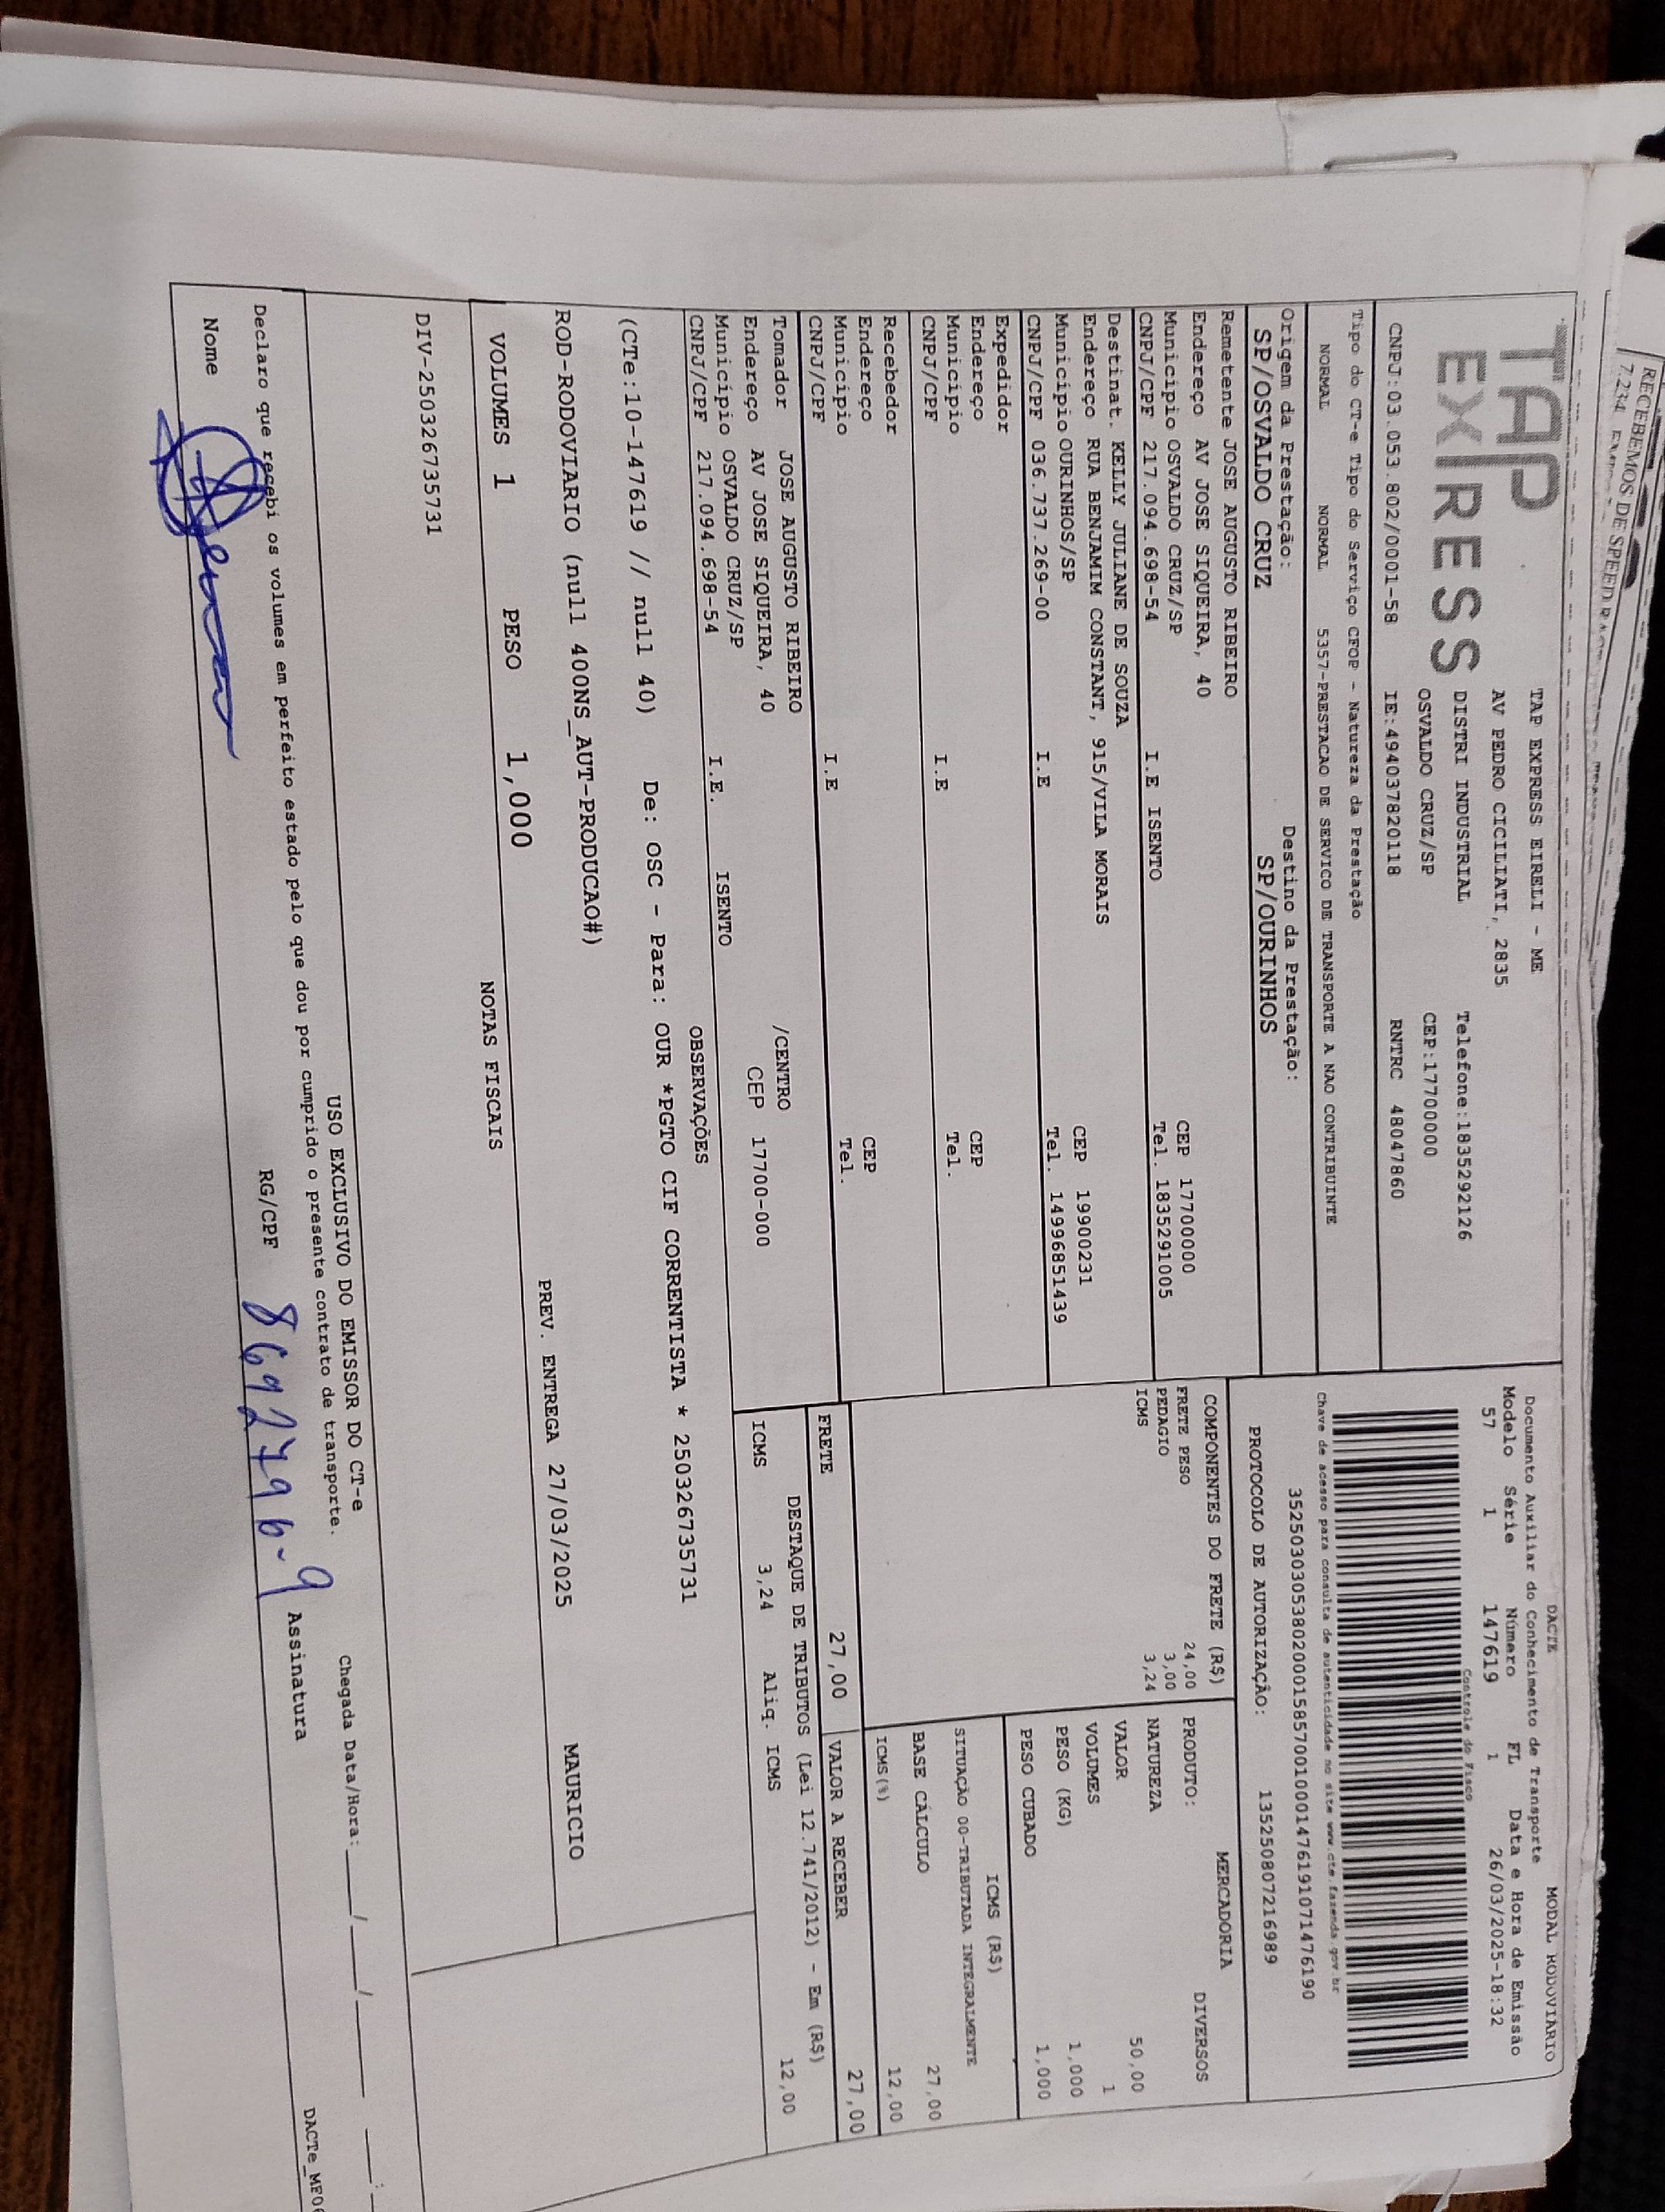 RECEBEMOS DE SPEED
7.234
TAP
EXPRESS
TAP EXPRESS EIRELI - ME
AV PEDRO CICILIATI, 2835
DISTRI INDUSTRIAL Telefone:1835292126
OSVALDO CRUZ/SP CEP:17700000
CNPJ:03.053.802/0001-58 IE:494037820118 RNTRC 48047860
DACTE MODAL RODOVIÁRIO
Documento Auxiliar do Conhecimento de Transporte
Modelo Série Número FL Data e Hora de Emissão
57 1 147619 1 26/03/2025-18:32
Controle do Fisco
Chave de acesso para consulta de autenticidade no site www.cte.fazenda.gov.br
35250303053802000158570010001476191071476190
PROTOCOLO DE AUTORIZAÇÃO: 135250807216989
Tipo do CT-e Tipo do Serviço CFOP - Natureza da Prestação
NORMAL NORMAL 5357-PRESTACAO DE SERVICO DE TRANSPORTE A NAO CONTRIBUINTE
Origem da Prestação: Destino da Prestação:
SP/OSVALDO CRUZ SP/OURINHOS
Remetente JOSE AUGUSTO RIBEIRO
Endereço AV JOSE SIQUEIRA, 40 CEP 17700000
Município OSVALDO CRUZ/SP Tel. 1835291005
CNPJ/CPF 217.094.698-54 I.E ISENTO
Destinat. KELLY JULIANE DE SOUZA
Endereço RUA BENJAMIM CONSTANT, 915/VILA MORAIS CEP 19900231
Município OURINHOS/SP Tel. 14996851439
CNPJ/CPF 036.737.269-00 I.E
Expedidor
Endereço CEP
Município Tel.
CNPJ/CPF I.E
Recebedor
Endereço CEP
Município Tel.
CNPJ/CPF I.E
Tomador JOSE AUGUSTO RIBEIRO /CENTRO
Endereço AV JOSE SIQUEIRA, 40 CEP 17700-000
Município OSVALDO CRUZ/SP
CNPJ/CPF 217.094.698-54 I.E. ISENTO
COMPONENTES DO FRETE (R$)
FRETE PESO 24,00
PEDAGIO 3,00
ICMS 3,24
MERCADORIA
PRODUTO: DIVERSOS
NATUREZA
VALOR 50,00
VOLUMES 1
PESO (KG) 1,000
PESO CUBADO 1,000
ICMS (R$)
SITUAÇÃO 00-TRIBUTADA INTEGRALMENTE
BASE CÁLCULO 27,00
ICMS(%) 12,00
FRETE 27,00 VALOR A RECEBER 27,00
DESTAQUE DE TRIBUTOS (Lei 12.741/2012) - Em (R$)
ICMS 3,24 Aliq. ICMS 12,00
OBSERVAÇÕES
(CTe:10-147619 // null 40) De: OSC - Para: OUR *PGTO CIF CORRENTISTA * 250326735731
ROD-RODOVIARIO (null 400NS_AUT-PRODUCAO#)
PREV. ENTREGA 27/03/2025 MAURICIO
VOLUMES 1 PESO 1,000
NOTAS FISCAIS
DIV-250326735731
USO EXCLUSIVO DO EMISSOR DO CT-e
Declaro que recebi os volumes em perfeito estado pelo que dou por cumprido o presente contrato de transporte.
Chegada Data/Hora: ____/____/____ __:
Nome RG/CPF 8692796-9 Assinatura
DACTe_MF06